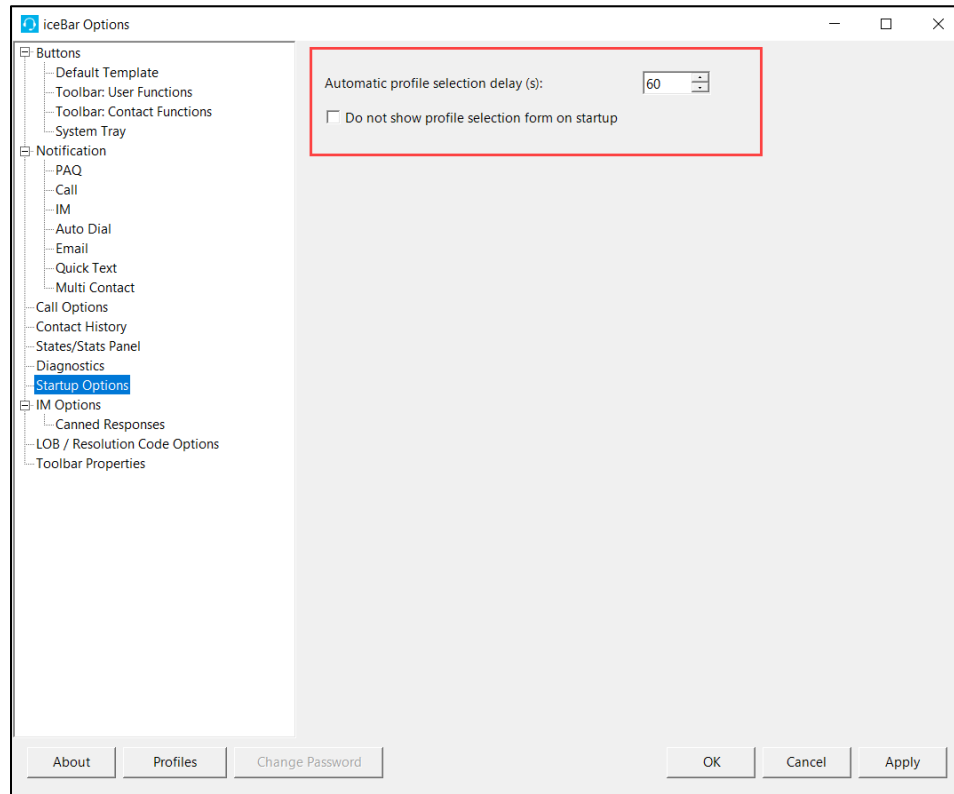 iceBar Options
Buttons
Default Template
Toolbar: User Functions
Toolbar: Contact Functions
System Tray
Notification
PAQ
Call
IM
Auto Dial
Email
Quick Text
Multi Contact
Call Options
Contact History
States/Stats Panel
Diagnostics
Startup Options
IM Options
Canned Responses
LOB / Resolution Code Options
Toolbar Properties
Automatic profile selection delay (s): 60
Do not show profile selection form on startup
About Profiles Change Password OK Cancel Apply